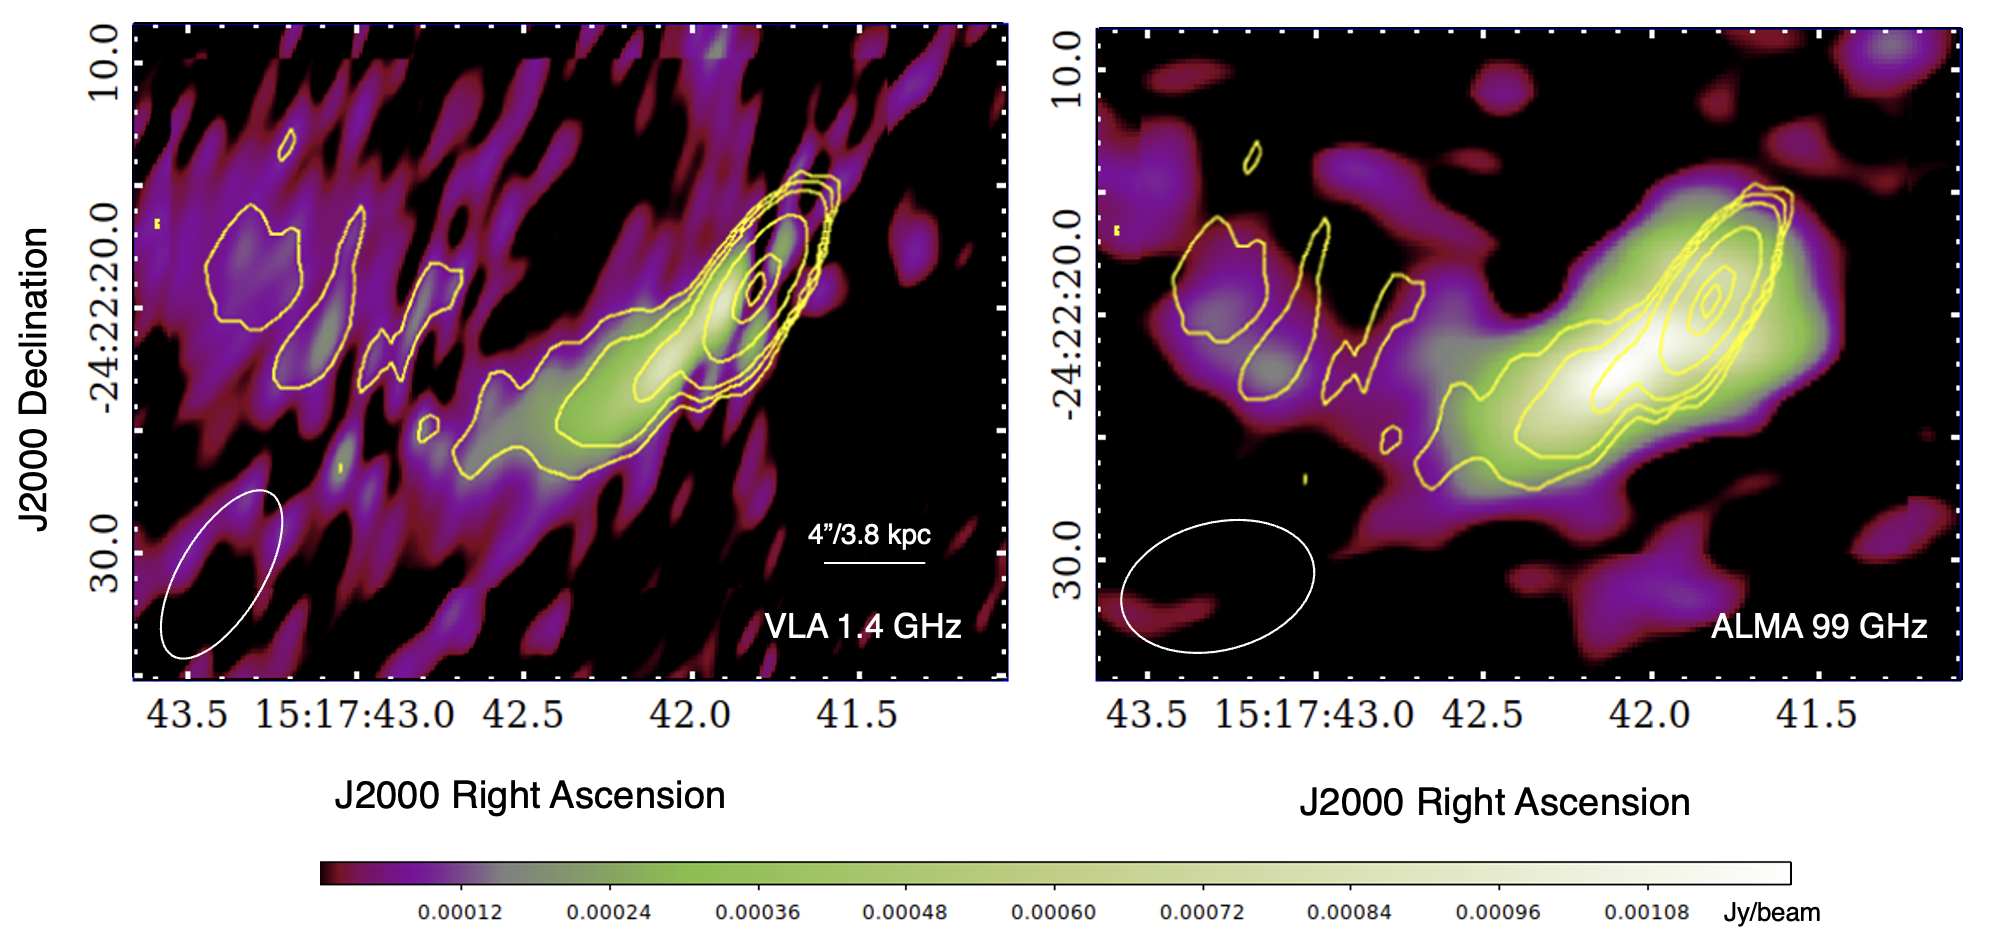 10.0
-24:22:20.0
30.0
J2000 Declination
4”/3.8 kpc
VLA 1.4 GHz
43.5 15:17:43.0 42.5 42.0 41.5
J2000 Right Ascension
10.0
-24:22:20.0
30.0
ALMA 99 GHz
43.5 15:17:43.0 42.5 42.0 41.5
J2000 Right Ascension
0.00012 0.00024 0.00036 0.00048 0.00060 0.00072 0.00084 0.00096 0.00108 Jy/beam